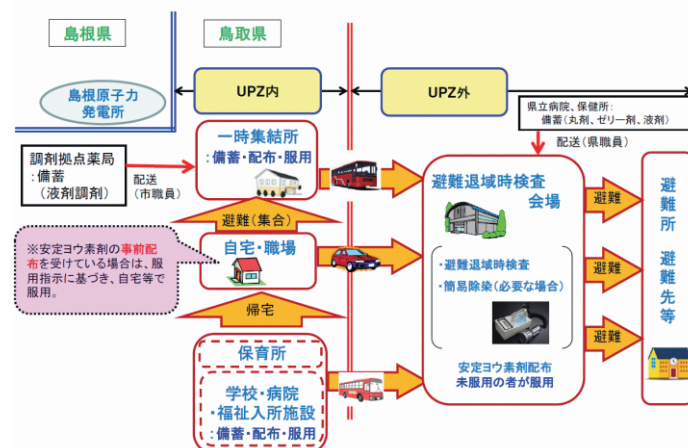 島根県
鳥取県
島根原子力
発電所
UPZ内
UPZ外
県立病院、保健所:
備蓄(丸剤、ゼリー剤、液剤)
配送(県職員)
調剤拠点薬局
:備蓄
(液剤調剤)
配送
(市職員)
一時集結所
:備蓄・配布・服用
避難(集合)
※安定ヨウ素剤の事前配
布を受けている場合は、服
用指示に基づき、自宅等で
服用。
自宅・職場
帰宅
保育所
学校・病院
・福祉入所施設
:備蓄・配布・服用
避難退域時検査
会場
・避難退域時検査
・簡易除染(必要な場合)
安定ヨウ素剤配布
未服用の者が服用
避難
避難
避難
避難所
避難先等